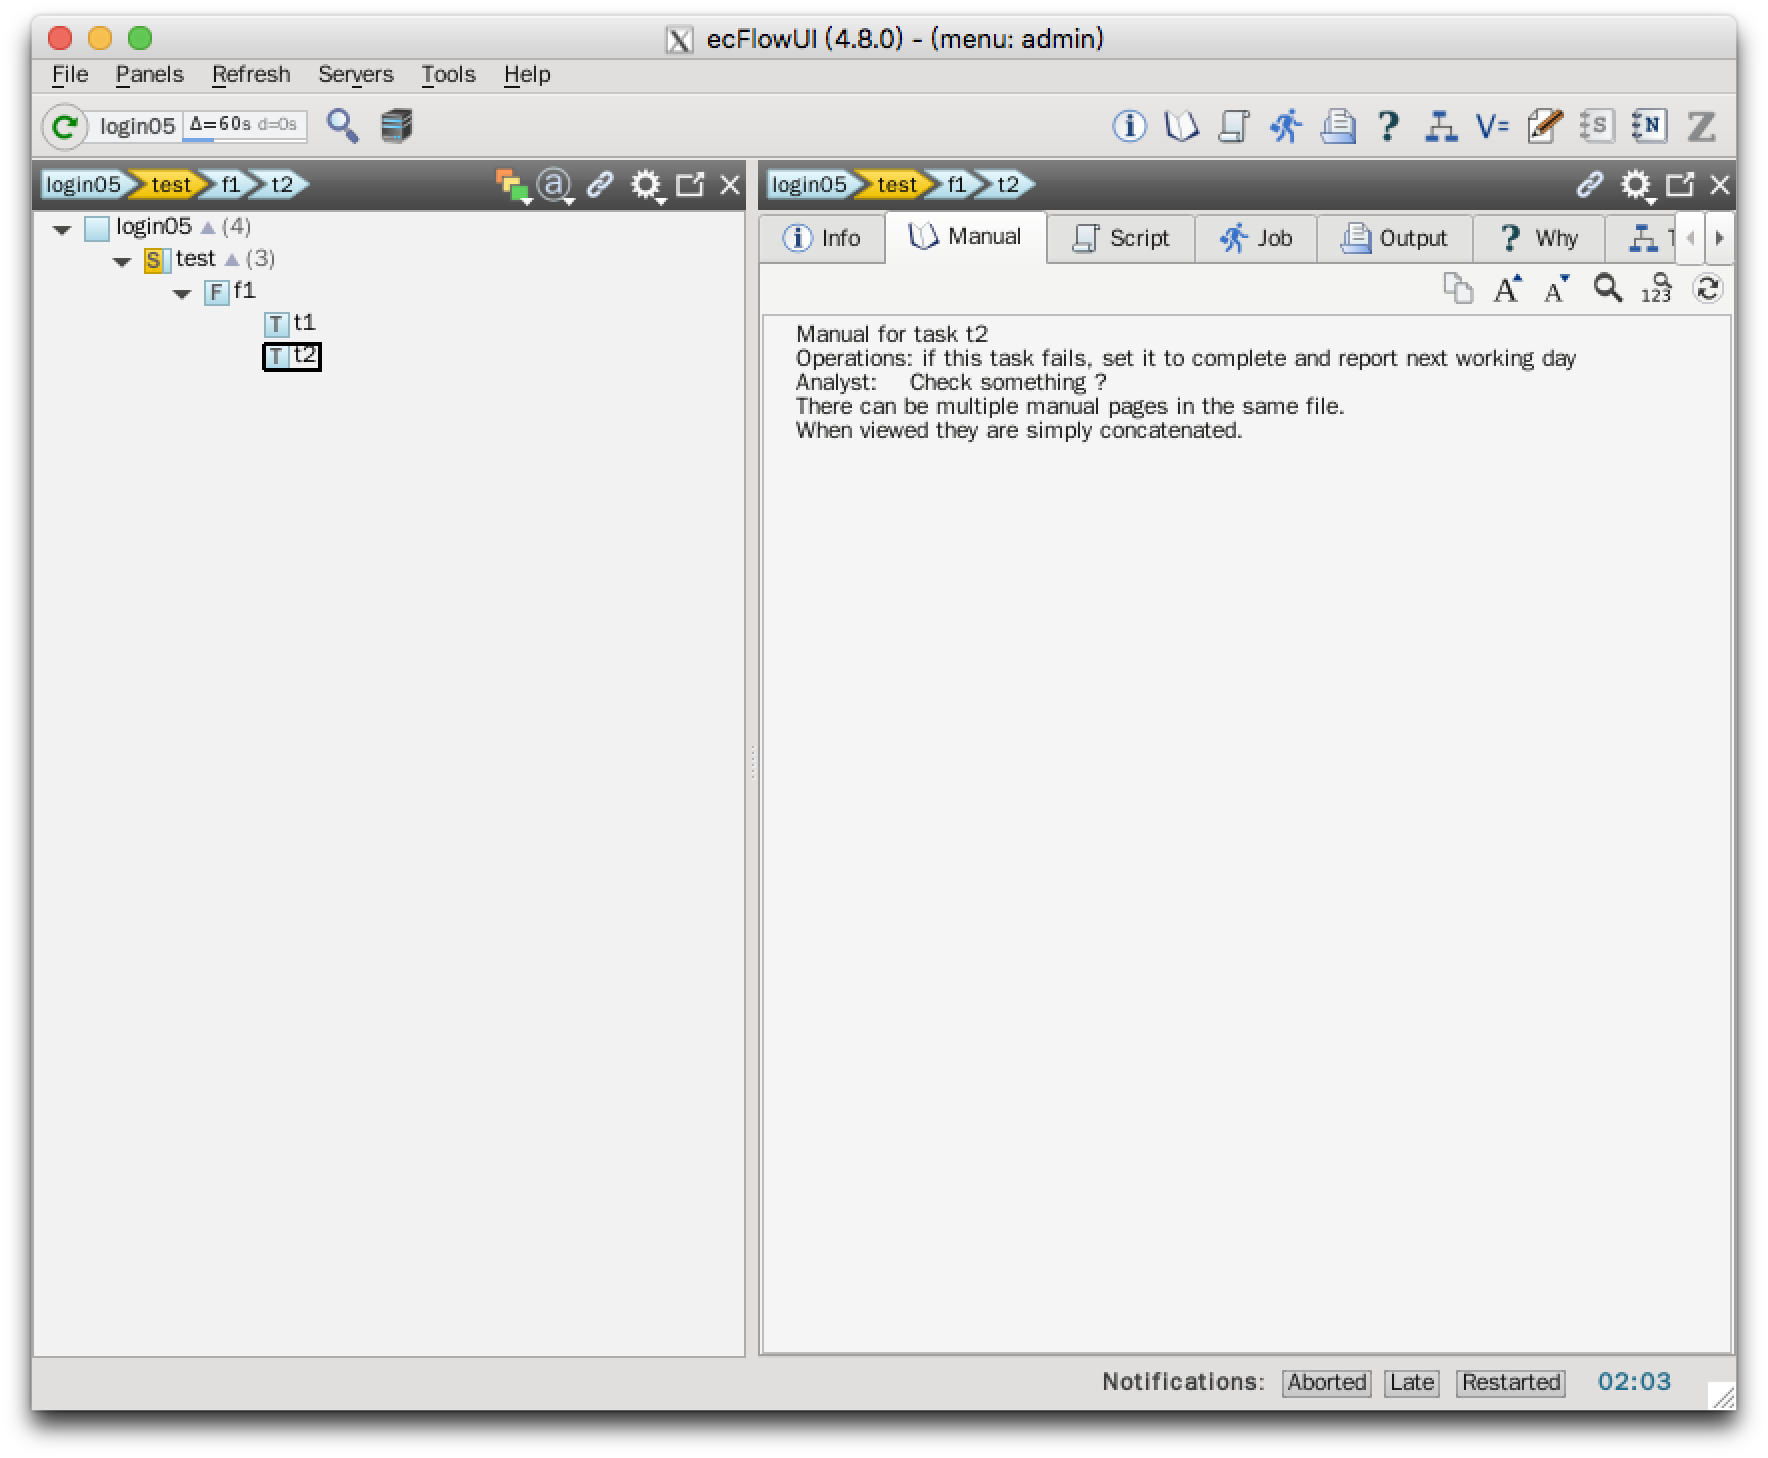 X ecFlowUI (4.8.0) - (menu: admin)
File Panels Refresh Servers Tools Help
login05 Δ=60s d=0s
? V= S N Z
login05 test f1 t2 a
login05 test f1 t2
login05 (4)
S test (3)
F f1
T t1
T t2
Info Manual Script Job Output ? Why T
A A 123
Manual for task t2
Operations: if this task fails, set it to complete and report next working day
Analyst: Check something ?
There can be multiple manual pages in the same file.
When viewed they are simply concatenated.
Notifications: Aborted Late Restarted 02:03